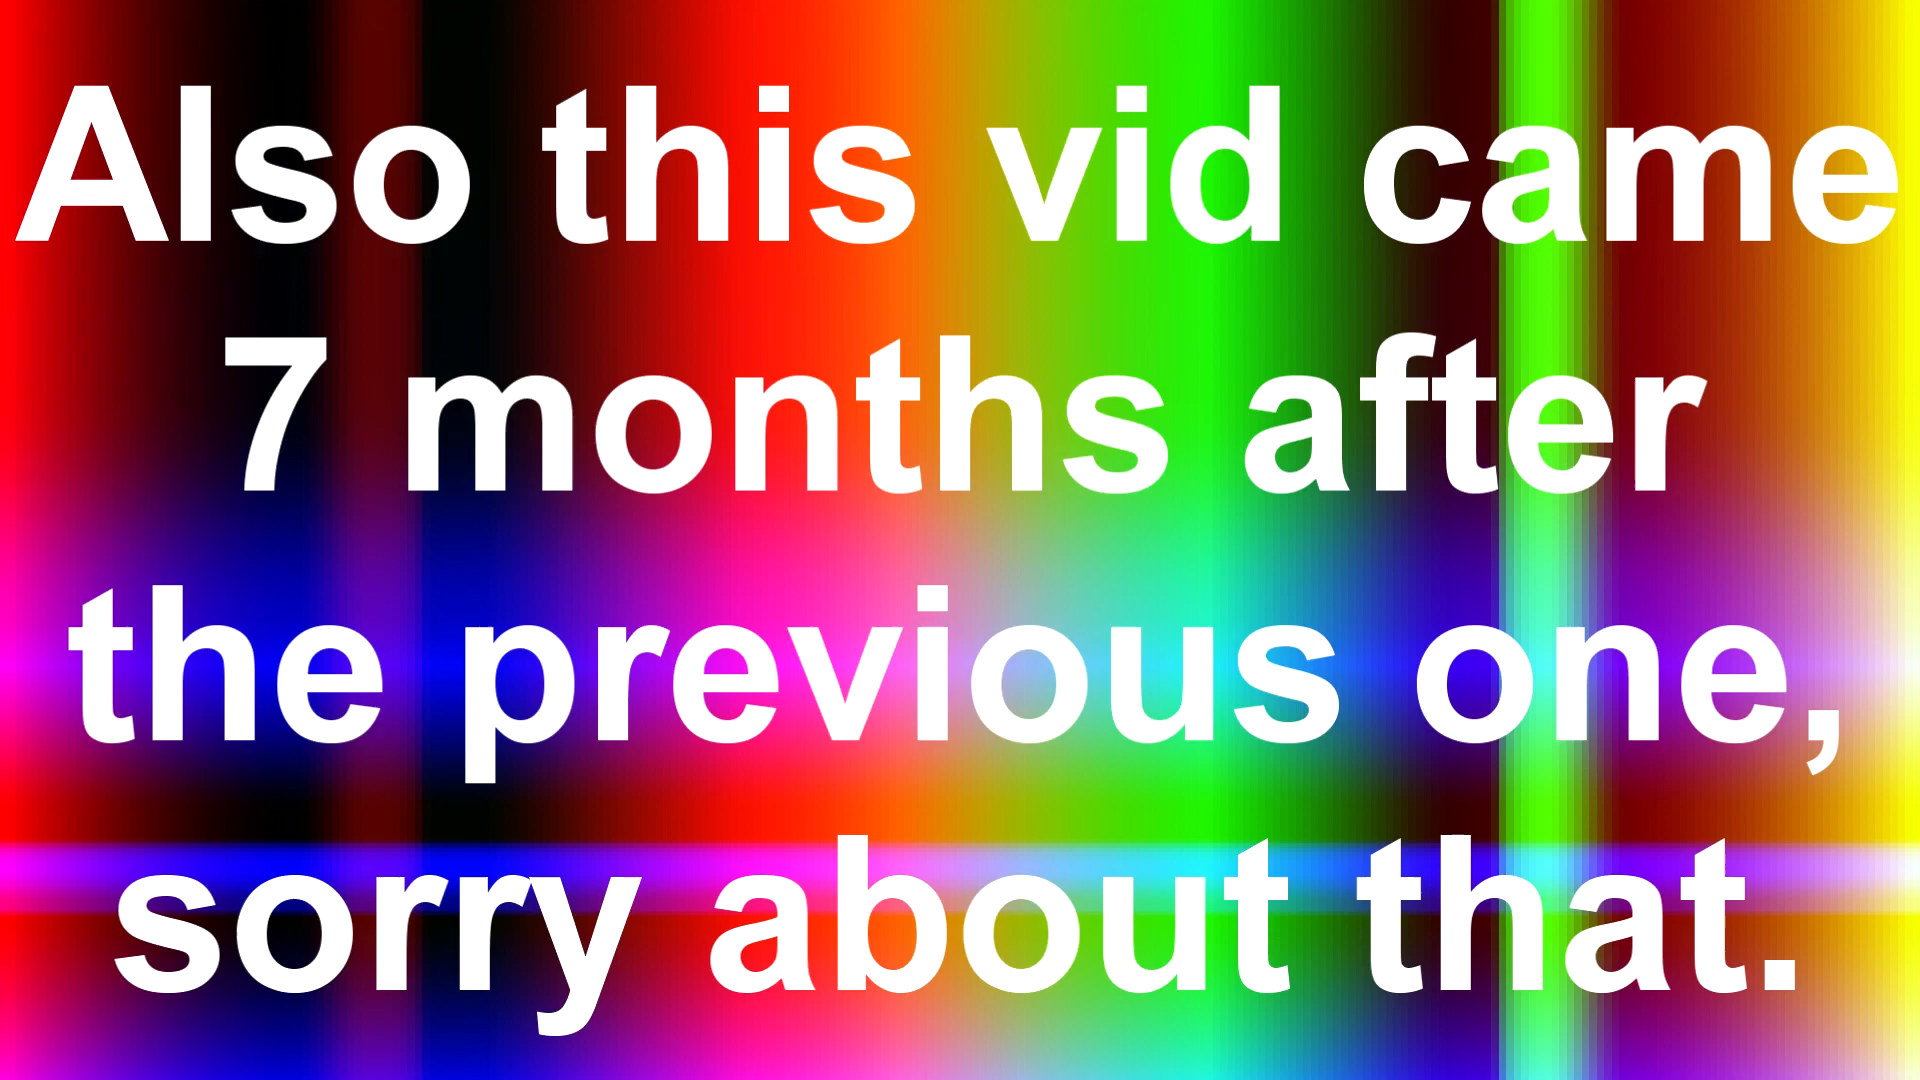 Also this vid came
7 months after
the previous one,
sorry about that.